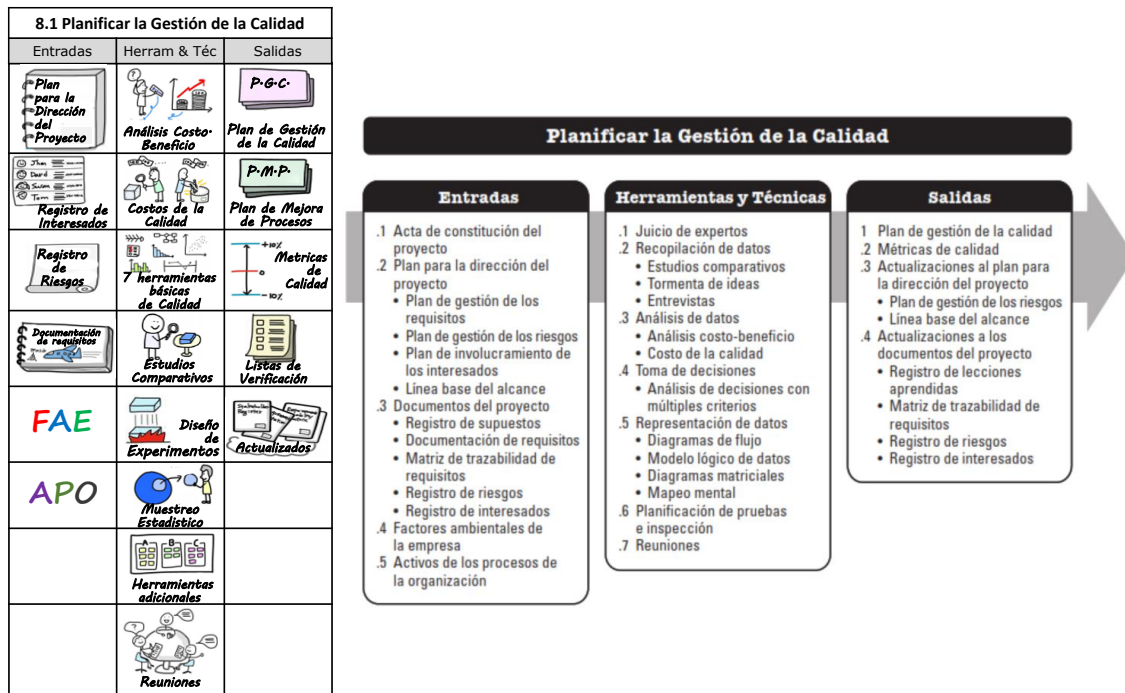 8.1 Planificar la Gestión de la Calidad
Entradas
Herram & Téc
Salidas
Plan
para la
Dirección
del
Proyecto
?
Análisis Costo-
Beneficio
P.G.C.
Plan de Gestión
de la Calidad
Jhon
David
Susan
Tom
Registro de
Interesados
Costos de la
Calidad
P.M.P.
Plan de Mejora
de Procesos
Registro
de
Riesgos
7 herramientas
básicas
de Calidad
+10%
0
-10%
Metricas
de
Calidad
Documentación
de requisitos
Estudios
Comparativos
Listas de
Verificación
FAE
Diseño
de
Experimentos
Actualizados
APO
Muestreo
Estadistico
A
B
C
Herramientas
adicionales
?
Reuniones
Planificar la Gestión de la Calidad
Entradas
.1 Acta de constitución del
proyecto
.2 Plan para la dirección del
proyecto
• Plan de gestión de los
requisitos
• Plan de gestión de los riesgos
• Plan de involucramiento de
los interesados
• Línea base del alcance
.3 Documentos del proyecto
• Registro de supuestos
• Documentación de requisitos
• Matriz de trazabilidad de
requisitos
• Registro de riesgos
• Registro de interesados
.4 Factores ambientales de
la empresa
.5 Activos de los procesos de
la organización
Herramientas y Técnicas
.1 Juicio de expertos
.2 Recopilación de datos
• Estudios comparativos
• Tormenta de ideas
• Entrevistas
.3 Análisis de datos
• Análisis costo-beneficio
• Costo de la calidad
.4 Toma de decisiones
• Análisis de decisiones con
múltiples criterios
.5 Representación de datos
• Diagramas de flujo
• Modelo lógico de datos
• Diagramas matriciales
• Mapeo mental
.6 Planificación de pruebas
e inspección
.7 Reuniones
Salidas
1 Plan de gestión de la calidad
.2 Métricas de calidad
.3 Actualizaciones al plan para
la dirección del proyecto
• Plan de gestión de los riesgos
• Línea base del alcance
.4 Actualizaciones a los
documentos del proyecto
• Registro de lecciones
aprendidas
• Matriz de trazabilidad de
requisitos
• Registro de riesgos
• Registro de interesados